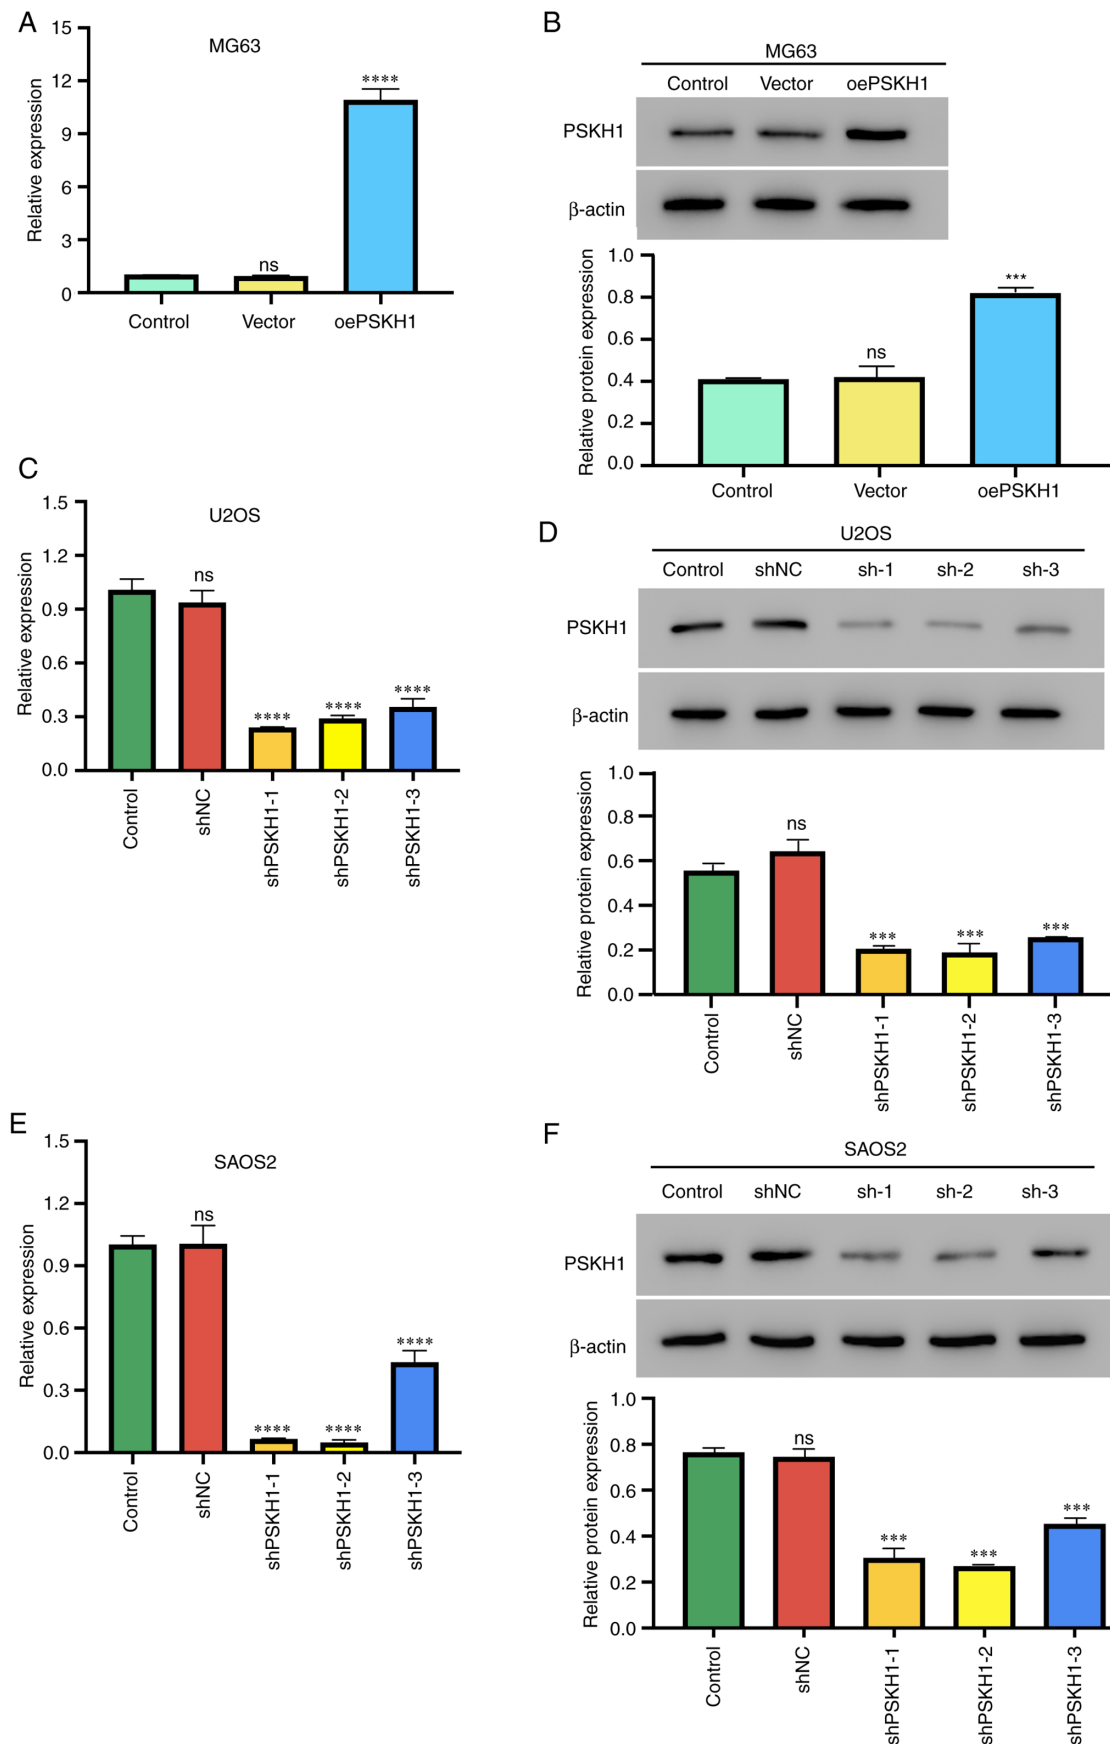 A
MG63
Relative expression
15
12
9
6
3
0
****
ns
Control
Vector
oePSKH1
B
MG63
Control
Vector
oePSKH1
PSKH1
β-actin
Relative protein expression
1.0
0.8
0.6
0.4
0.2
0.0
ns
***
Control
Vector
oePSKH1
C
U2OS
Relative expression
1.5
1.2
0.9
0.6
0.3
0.0
ns
****
****
****
Control
shNC
shPSKH1-1
shPSKH1-2
shPSKH1-3
D
U2OS
Control
shNC
sh-1
sh-2
sh-3
PSKH1
β-actin
Relative protein expression
1.0
0.8
0.6
0.4
0.2
0.0
ns
***
***
***
Control
shNC
shPSKH1-1
shPSKH1-2
shPSKH1-3
E
SAOS2
Relative expression
1.5
1.2
0.9
0.6
0.3
0.0
ns
****
****
****
Control
shNC
shPSKH1-1
shPSKH1-2
shPSKH1-3
F
SAOS2
Control
shNC
sh-1
sh-2
sh-3
PSKH1
β-actin
Relative protein expression
1.0
0.8
0.6
0.4
0.2
0.0
ns
***
***
***
Control
shNC
shPSKH1-1
shPSKH1-2
shPSKH1-3